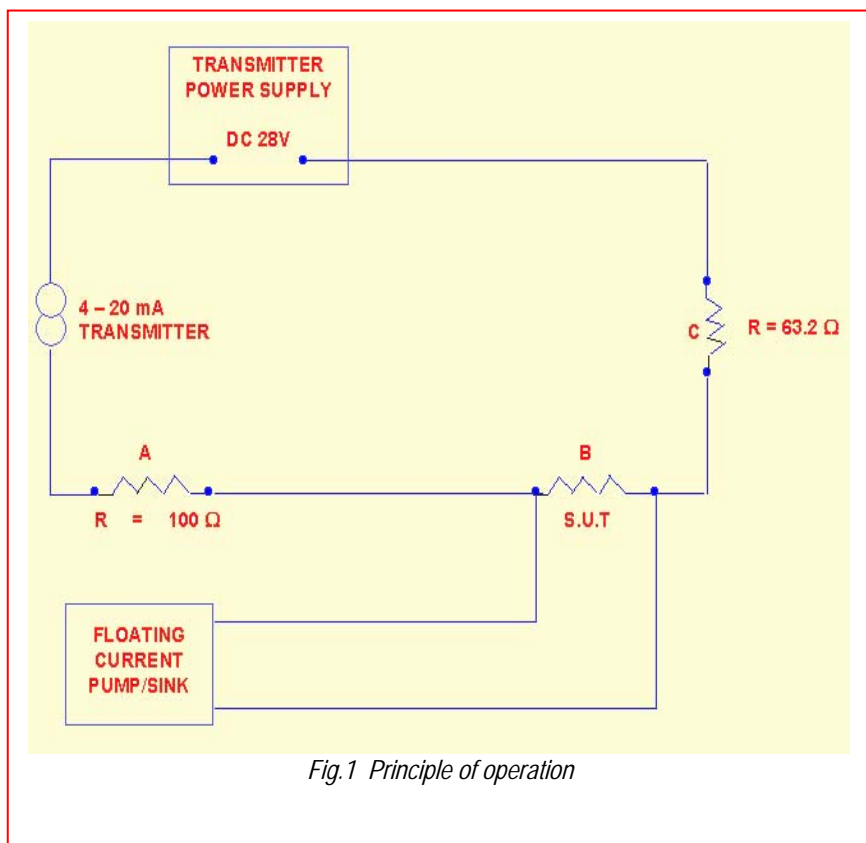 TRANSMITTER
POWER SUPPLY
DC 28V
4 – 20 mA
TRANSMITTER
C
R = 63.2 Ω
A
B
R = 100 Ω
S.U.T
FLOATING
CURRENT
PUMP/SINK
Fig.1 Principle of operation